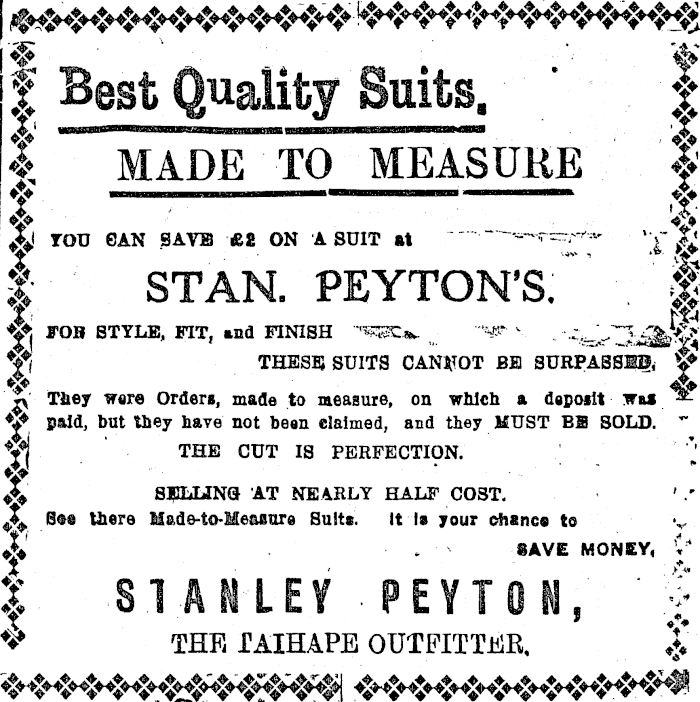 Best Quality Suits.
MADE TO MEASURE
YOU CAN SAVE £2 ON A SUIT at
STAN. PEYTON'S.
FOR STYLE, FIT, and FINISH
THESE SUITS CANNOT BE SURPASSED.
They were Orders, made to measure, on which a deposit was
paid, but they have not been claimed, and they MUST BE SOLD.
THE CUT IS PERFECTION.
SELLING AT NEARLY HALF COST.
See there Made-to-Measure Suits. It is your chance to
SAVE MONEY.
STANLEY PEYTON,
THE TAIHAPE OUTFITTER.